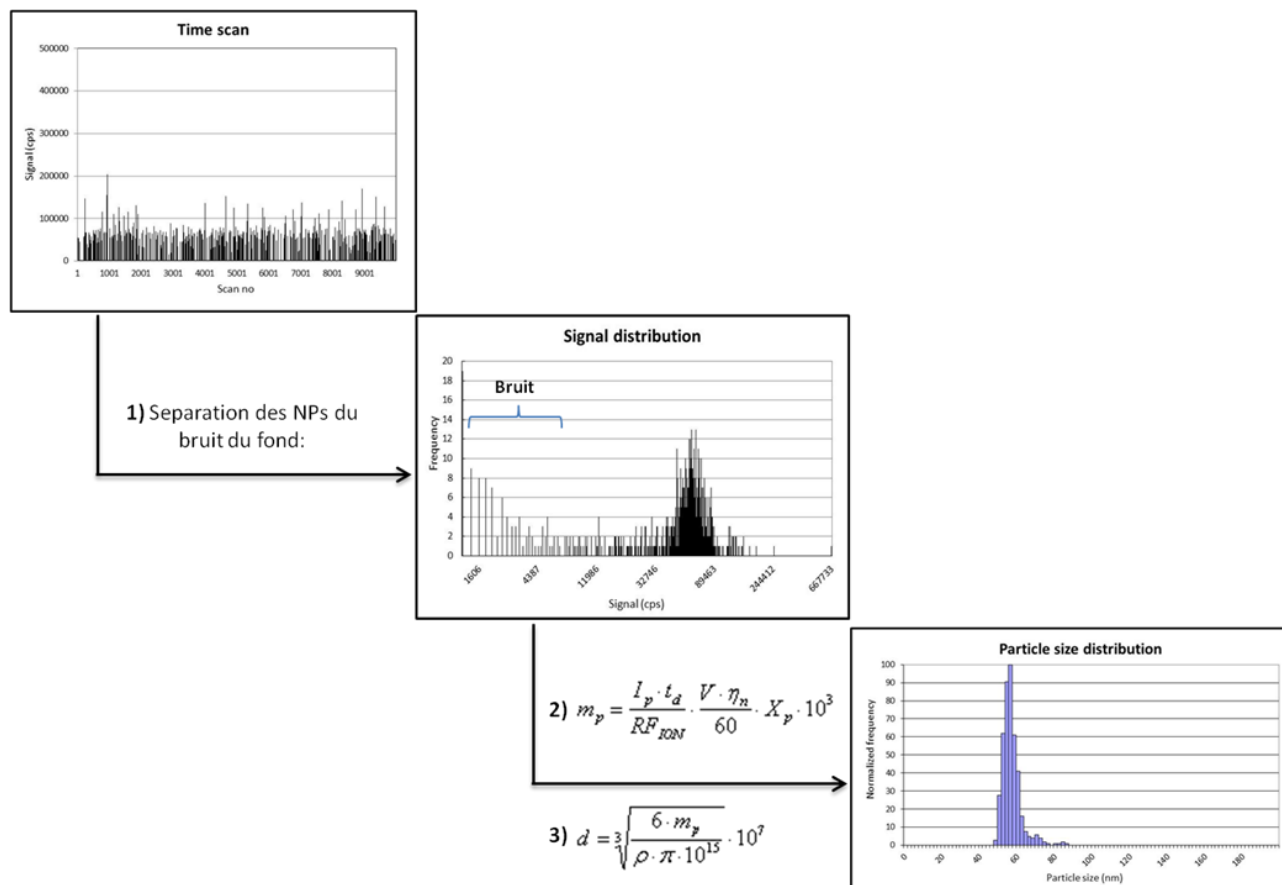 Time scan
Signal (cps)
500000
400000
300000
200000
100000
0
1 1001 2001 3001 4001 5001 6001 7001 8001 9001
Scan no
1) Separation des NPs du
bruit du fond:
Signal distribution
Bruit
Frequency
20
18
16
14
12
10
8
6
4
2
0
1606 4387 11986 32746 89463 244412 667733
Signal (cps)
2) m_p = \frac{I_p \cdot t_d}{RF_{ION}} \cdot \frac{V \cdot \eta_n}{60} \cdot X_p \cdot 10^3
3) d = \sqrt[3]{\frac{6 \cdot m_p}{\rho \cdot \pi \cdot 10^{15}}} \cdot 10^7
Particle size distribution
Normalized frequency
100
90
80
70
60
50
40
30
20
10
0
0 20 40 60 80 100 120 140 160 180
Particle size (nm)